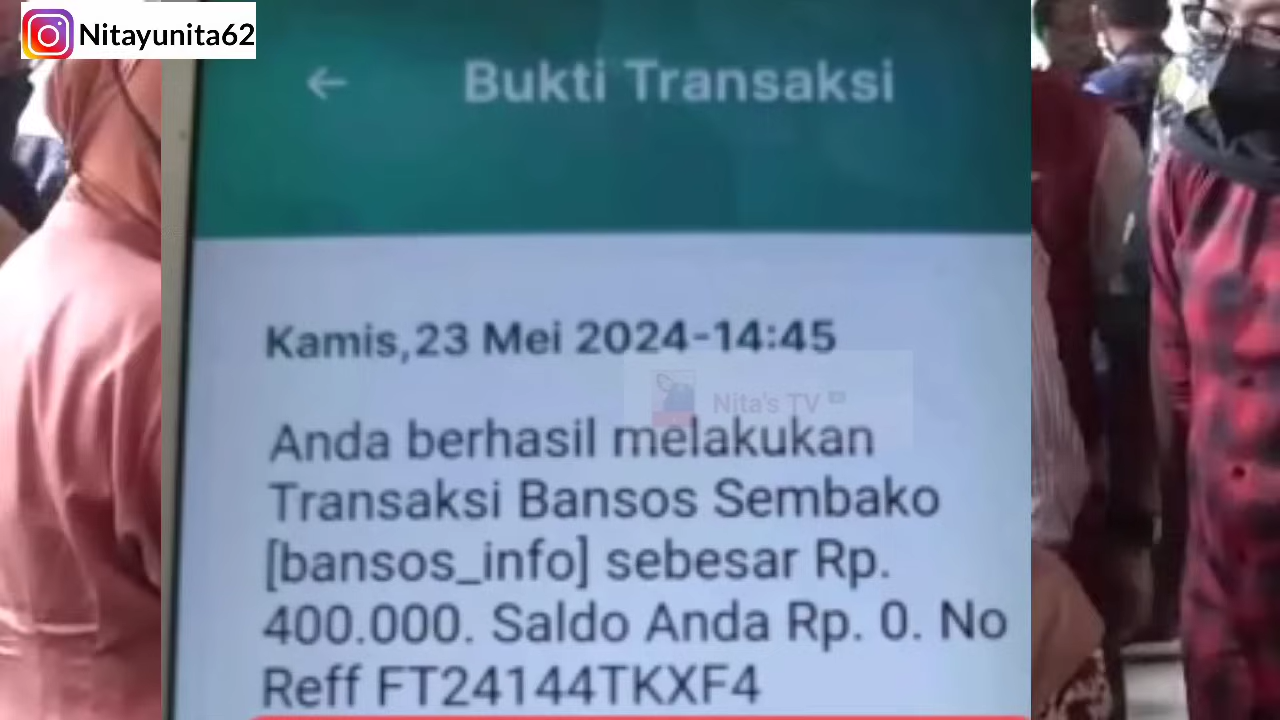 Nitayunita62
Bukti Transaksi
Kamis,23 Mei 2024-14:45
Nita's TV
Anda berhasil melakukan
Transaksi Bansos Sembako
[bansos_info] sebesar Rp.
400.000. Saldo Anda Rp. 0. No
Reff FT24144TKXF4